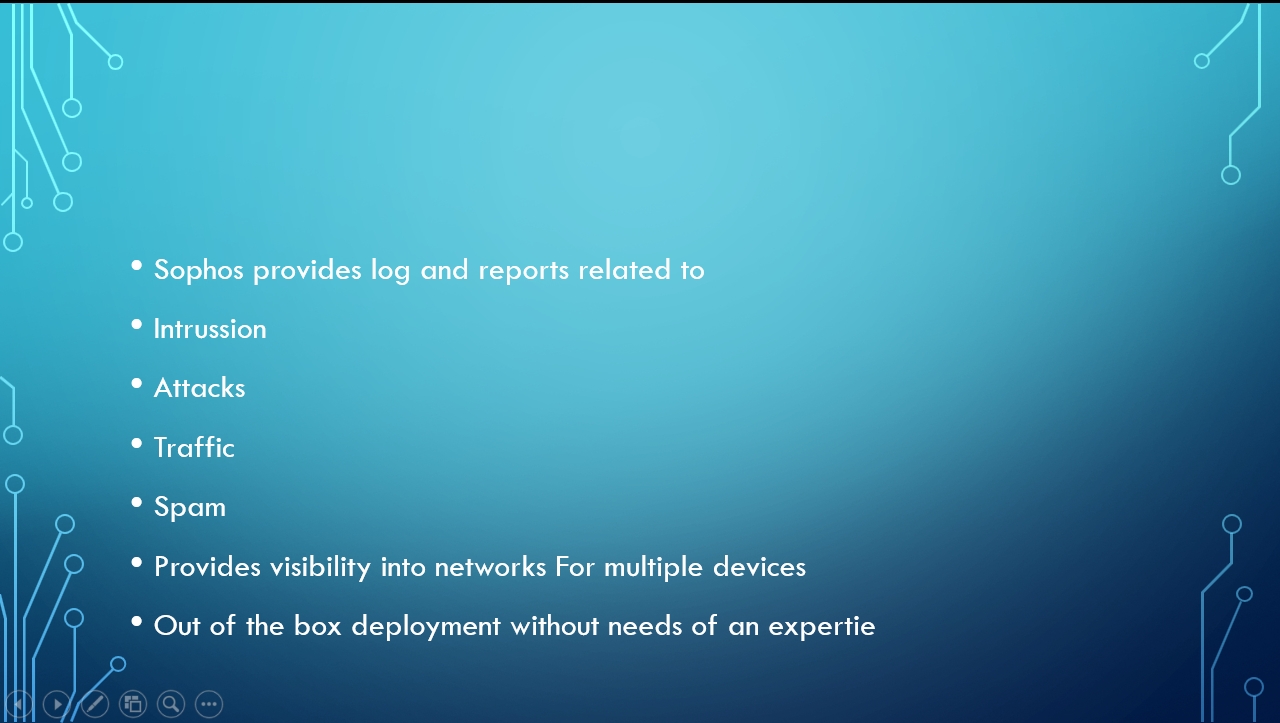 • Sophos provides log and reports related to
• Intrussion
• Attacks
• Traffic
• Spam
• Provides visibility into networks For multiple devices
• Out of the box deployment without needs of an expertie